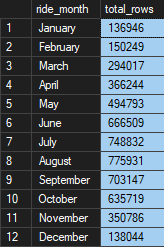 ride_month total_rows
1 January 136946
2 February 150249
3 March 294017
4 April 366244
5 May 494793
6 June 666509
7 July 748832
8 August 775931
9 September 703147
10 October 635719
11 November 350786
12 December 138044